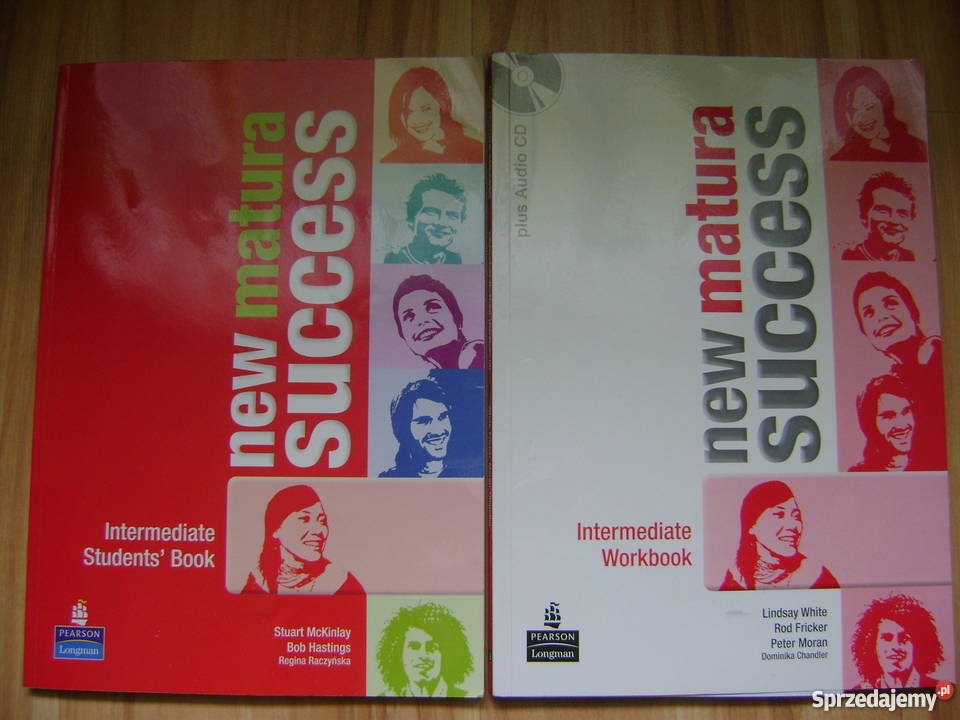 new matura
success
Intermediate
Students' Book
PEARSON
Longman
Stuart McKinlay
Bob Hastings
Regina Raczyńska
plus Audio CD
new matura
success
Intermediate
Workbook
PEARSON
Longman
Lindsay White
Rod Fricker
Peter Moran
Dominika Chandler
Sprzedajemy.pl